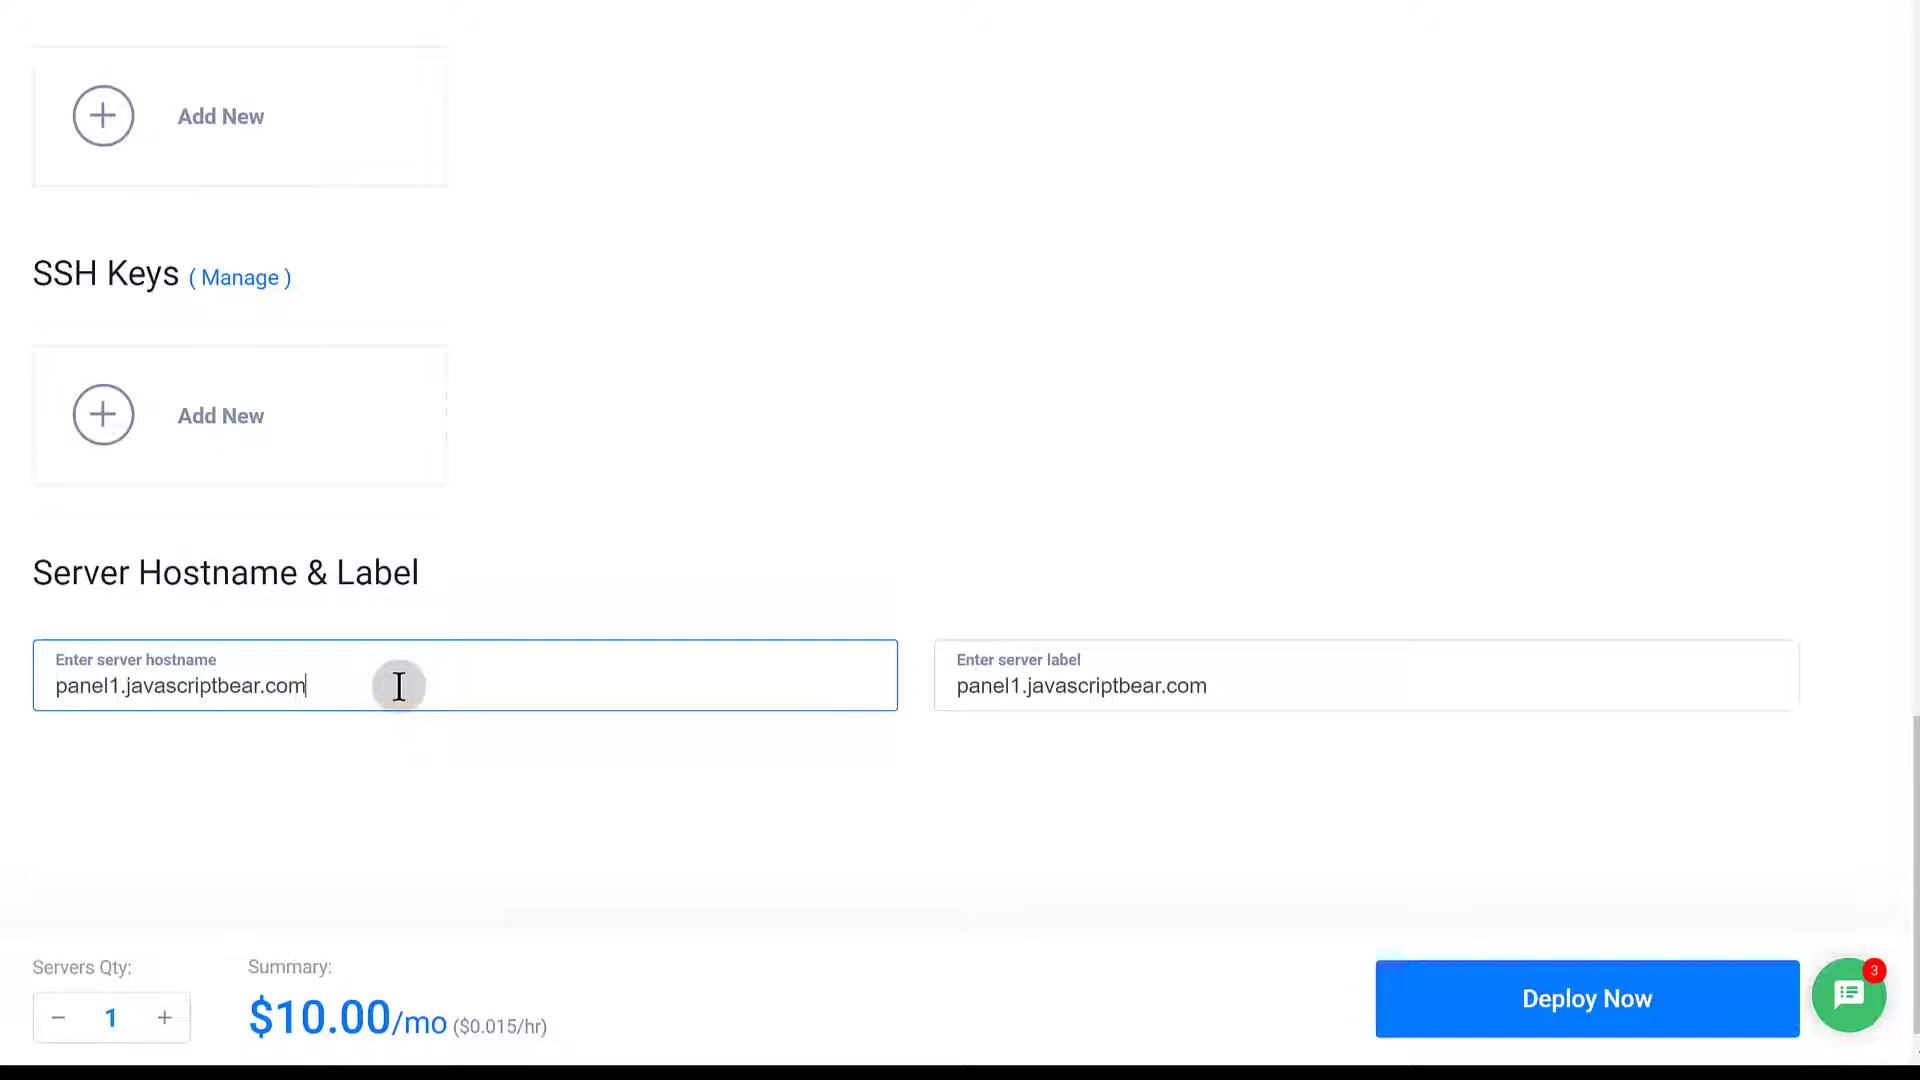 Add New
SSH Keys ( Manage )
Add New
Server Hostname & Label
Enter server hostname
panel1.javascriptbear.com
Enter server label
panel1.javascriptbear.com
Servers Qty:
− 1 +
Summary:
$10.00/mo ($0.015/hr)
Deploy Now
3